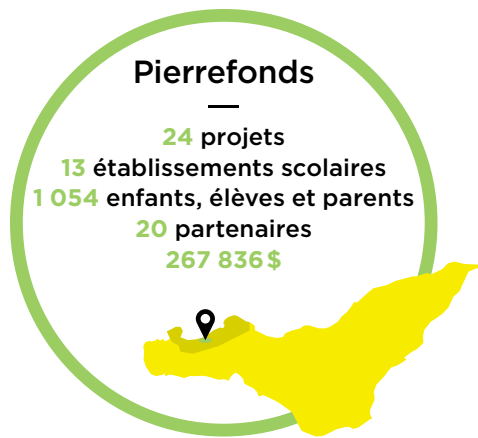 Pierrefonds
24 projets
13 établissements scolaires
1 054 enfants, élèves et parents
20 partenaires
267 836 $